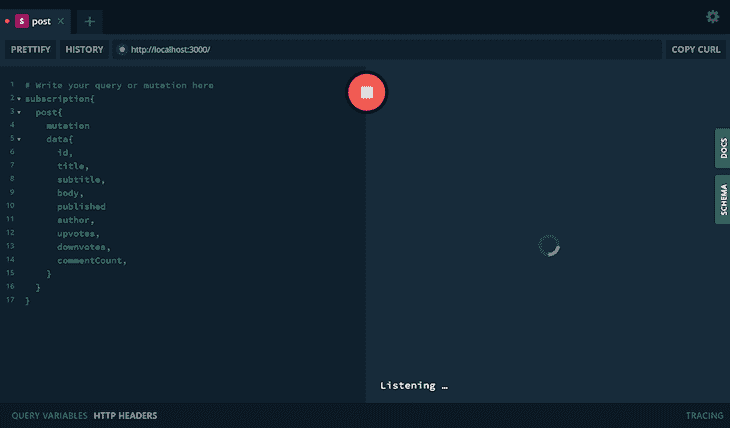 S post
PRETTIFY HISTORY http://localhost:3000/ COPY CURL
1 # Write your query or mutation here
2 subscription{
3 post{
4 mutation
5 data{
6 id,
7 title,
8 subtitle,
9 body,
10 published
11 author,
12 upvotes,
13 downvotes,
14 commentCount,
15 }
16 }
17 }
DOCS
SCHEMA
Listening …
QUERY VARIABLES HTTP HEADERS TRACING